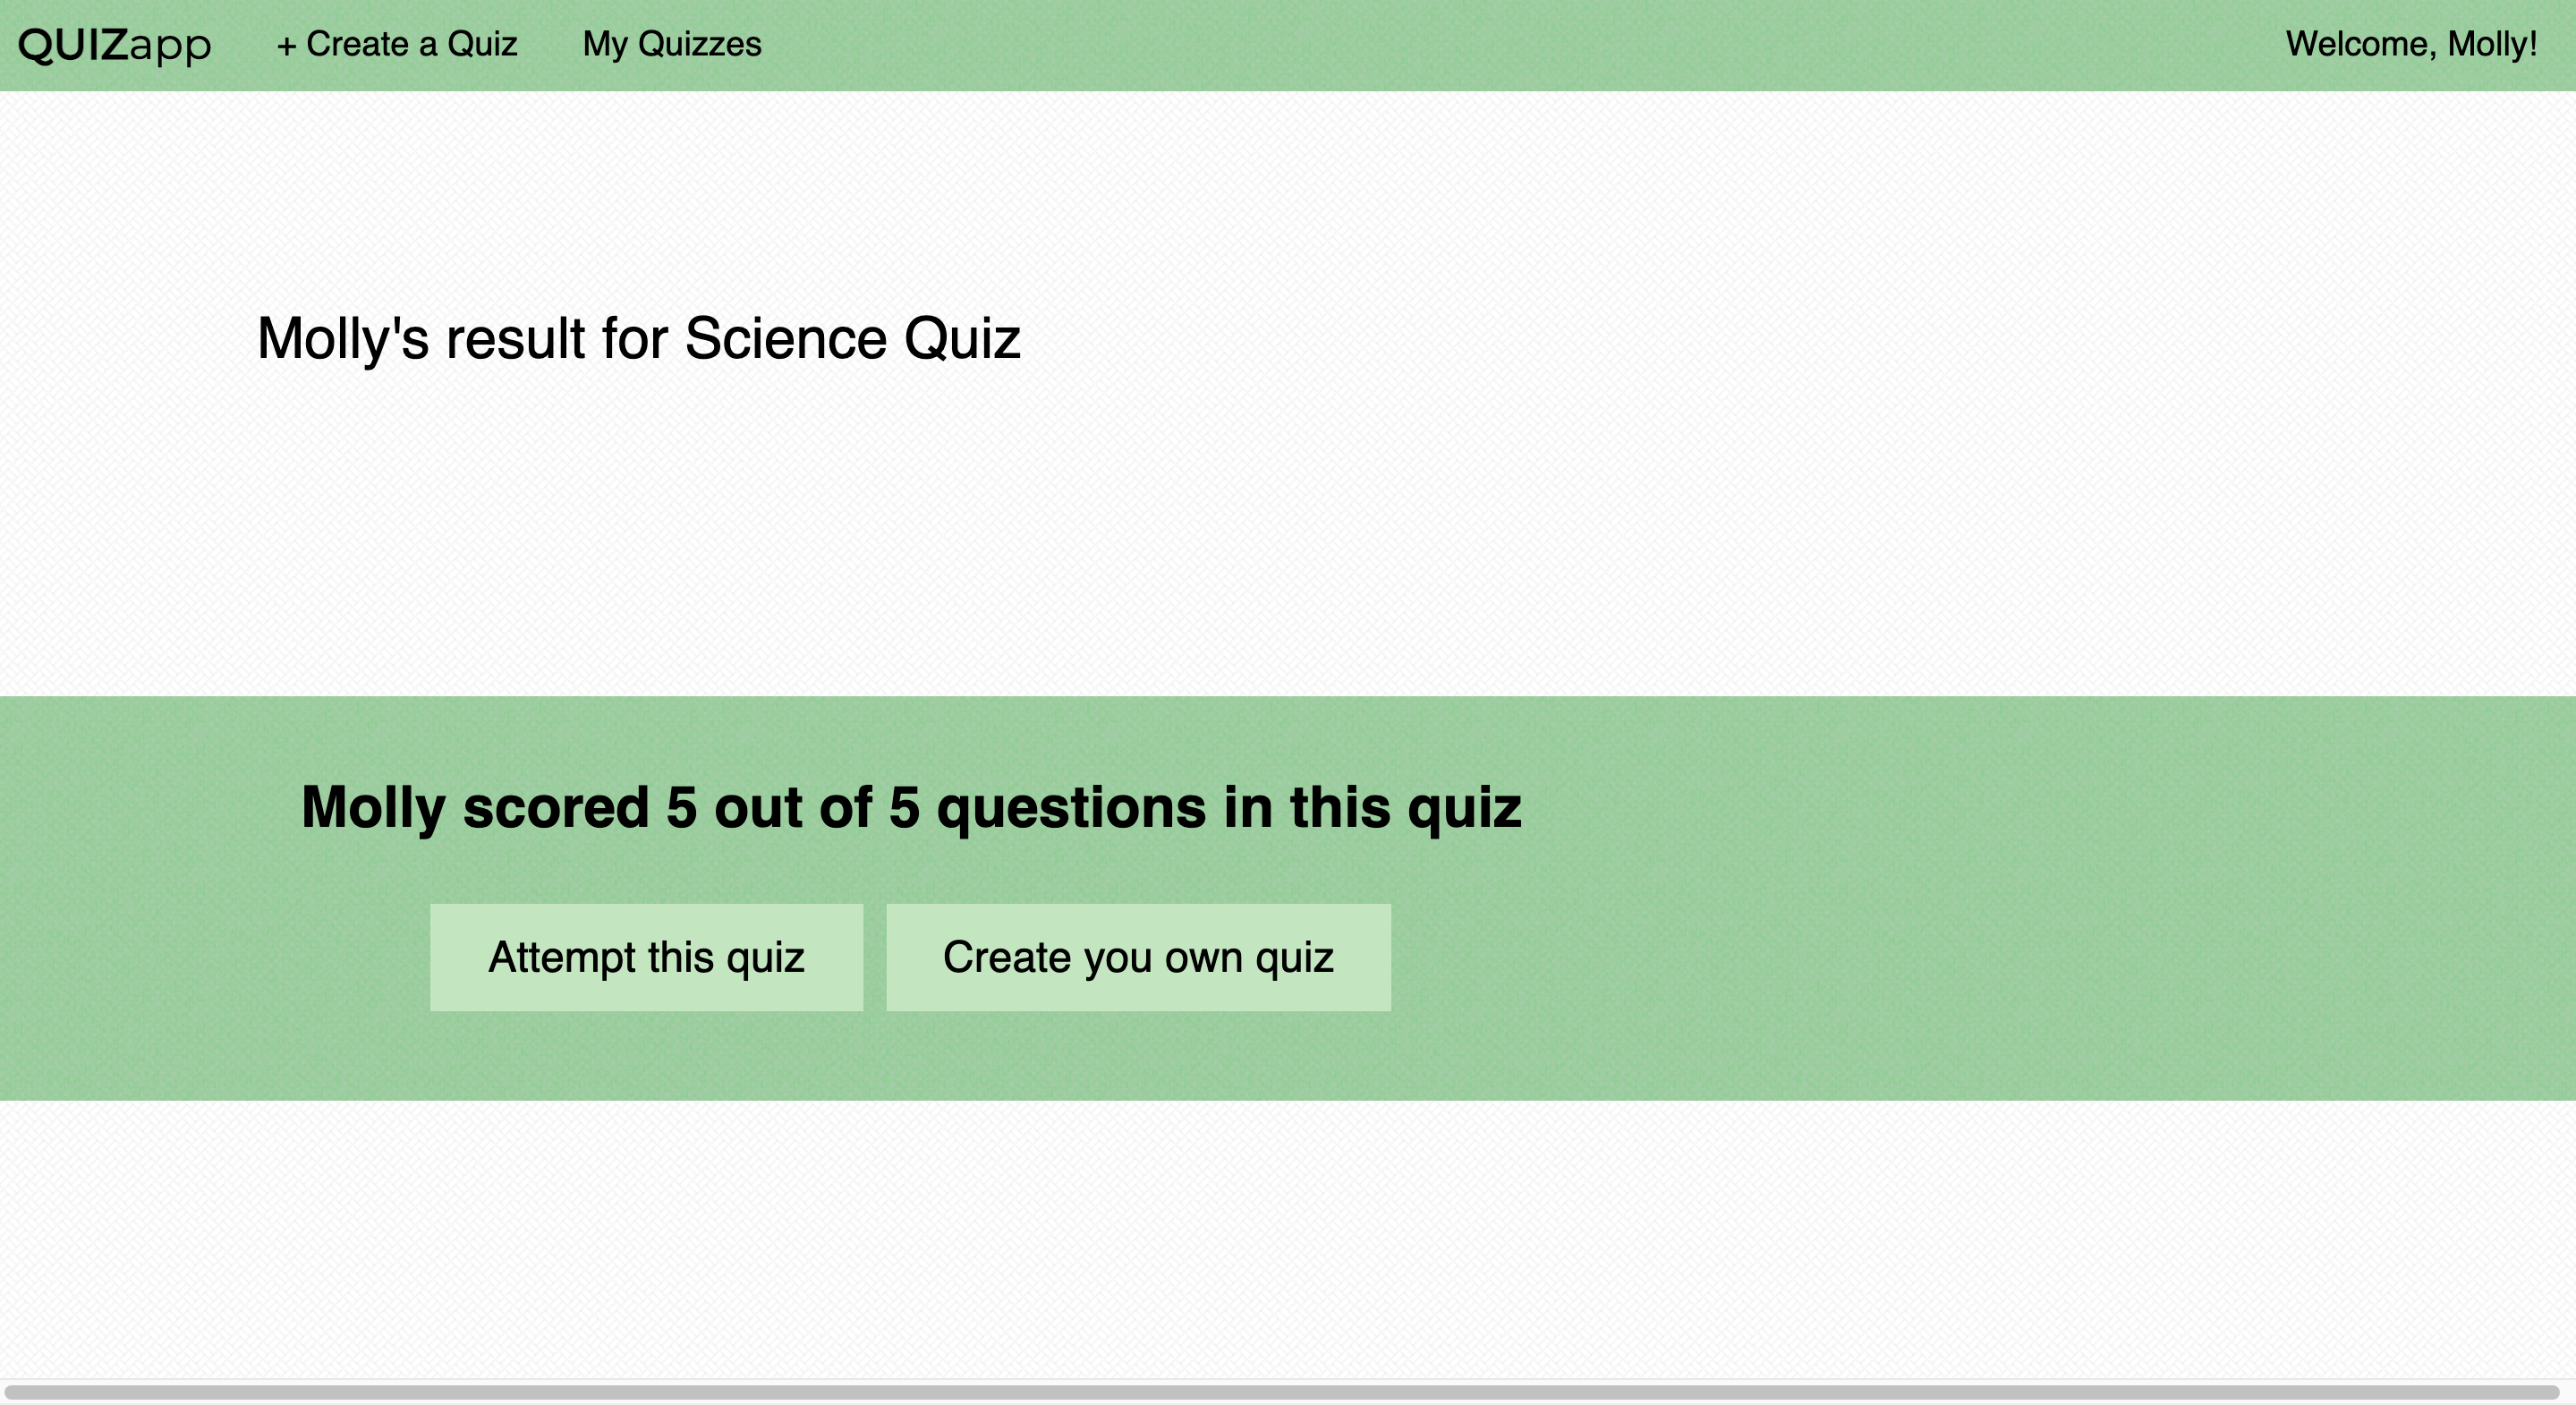 QUIZapp + Create a Quiz My Quizzes Welcome, Molly!
Molly's result for Science Quiz
Molly scored 5 out of 5 questions in this quiz
Attempt this quiz Create you own quiz